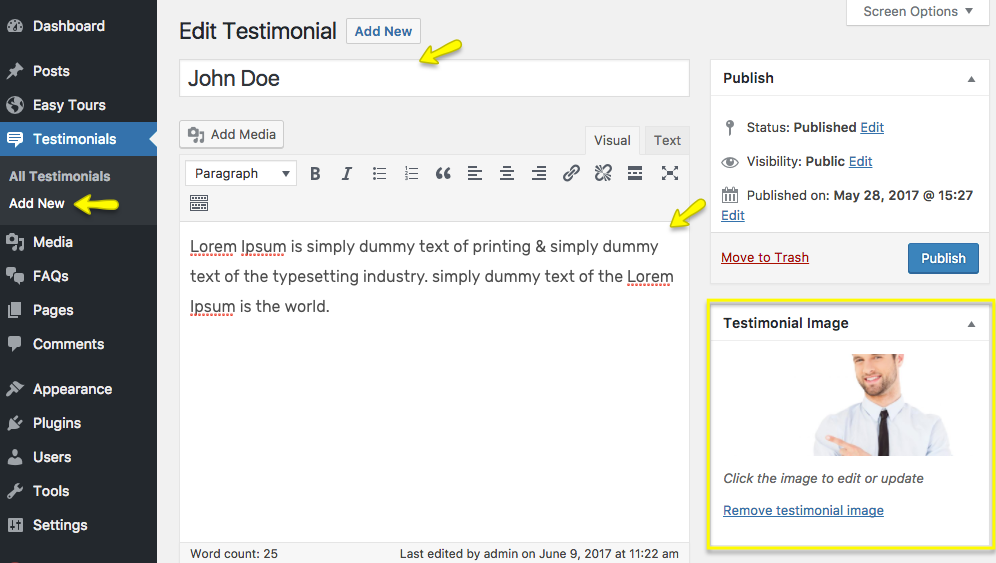 Dashboard
Posts
Easy Tours
Testimonials
All Testimonials
Add New
Media
FAQs
Pages
Comments
Appearance
Plugins
Users
Tools
Settings
Screen Options
Edit Testimonial Add New
John Doe
Add Media
Visual Text
Paragraph B I
Lorem Ipsum is simply dummy text of printing & simply dummy
text of the typesetting industry. simply dummy text of the Lorem
Ipsum is the world.
Word count: 25 Last edited by admin on June 9, 2017 at 11:22 am
Publish
Status: Published Edit
Visibility: Public Edit
Published on: May 28, 2017 @ 15:27
Edit
Move to Trash Publish
Testimonial Image
Click the image to edit or update
Remove testimonial image